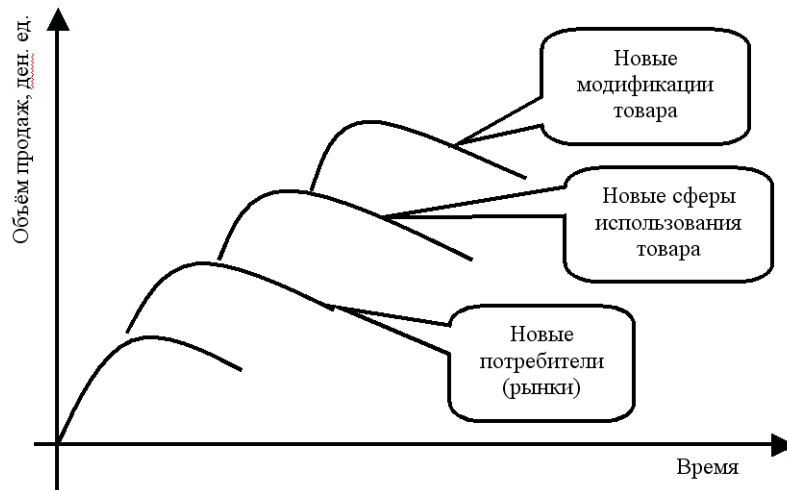 Объём продаж, ден. ед.
Новые
модификации
товара
Новые сферы
использования
товара
Новые
потребители
(рынки)
Время